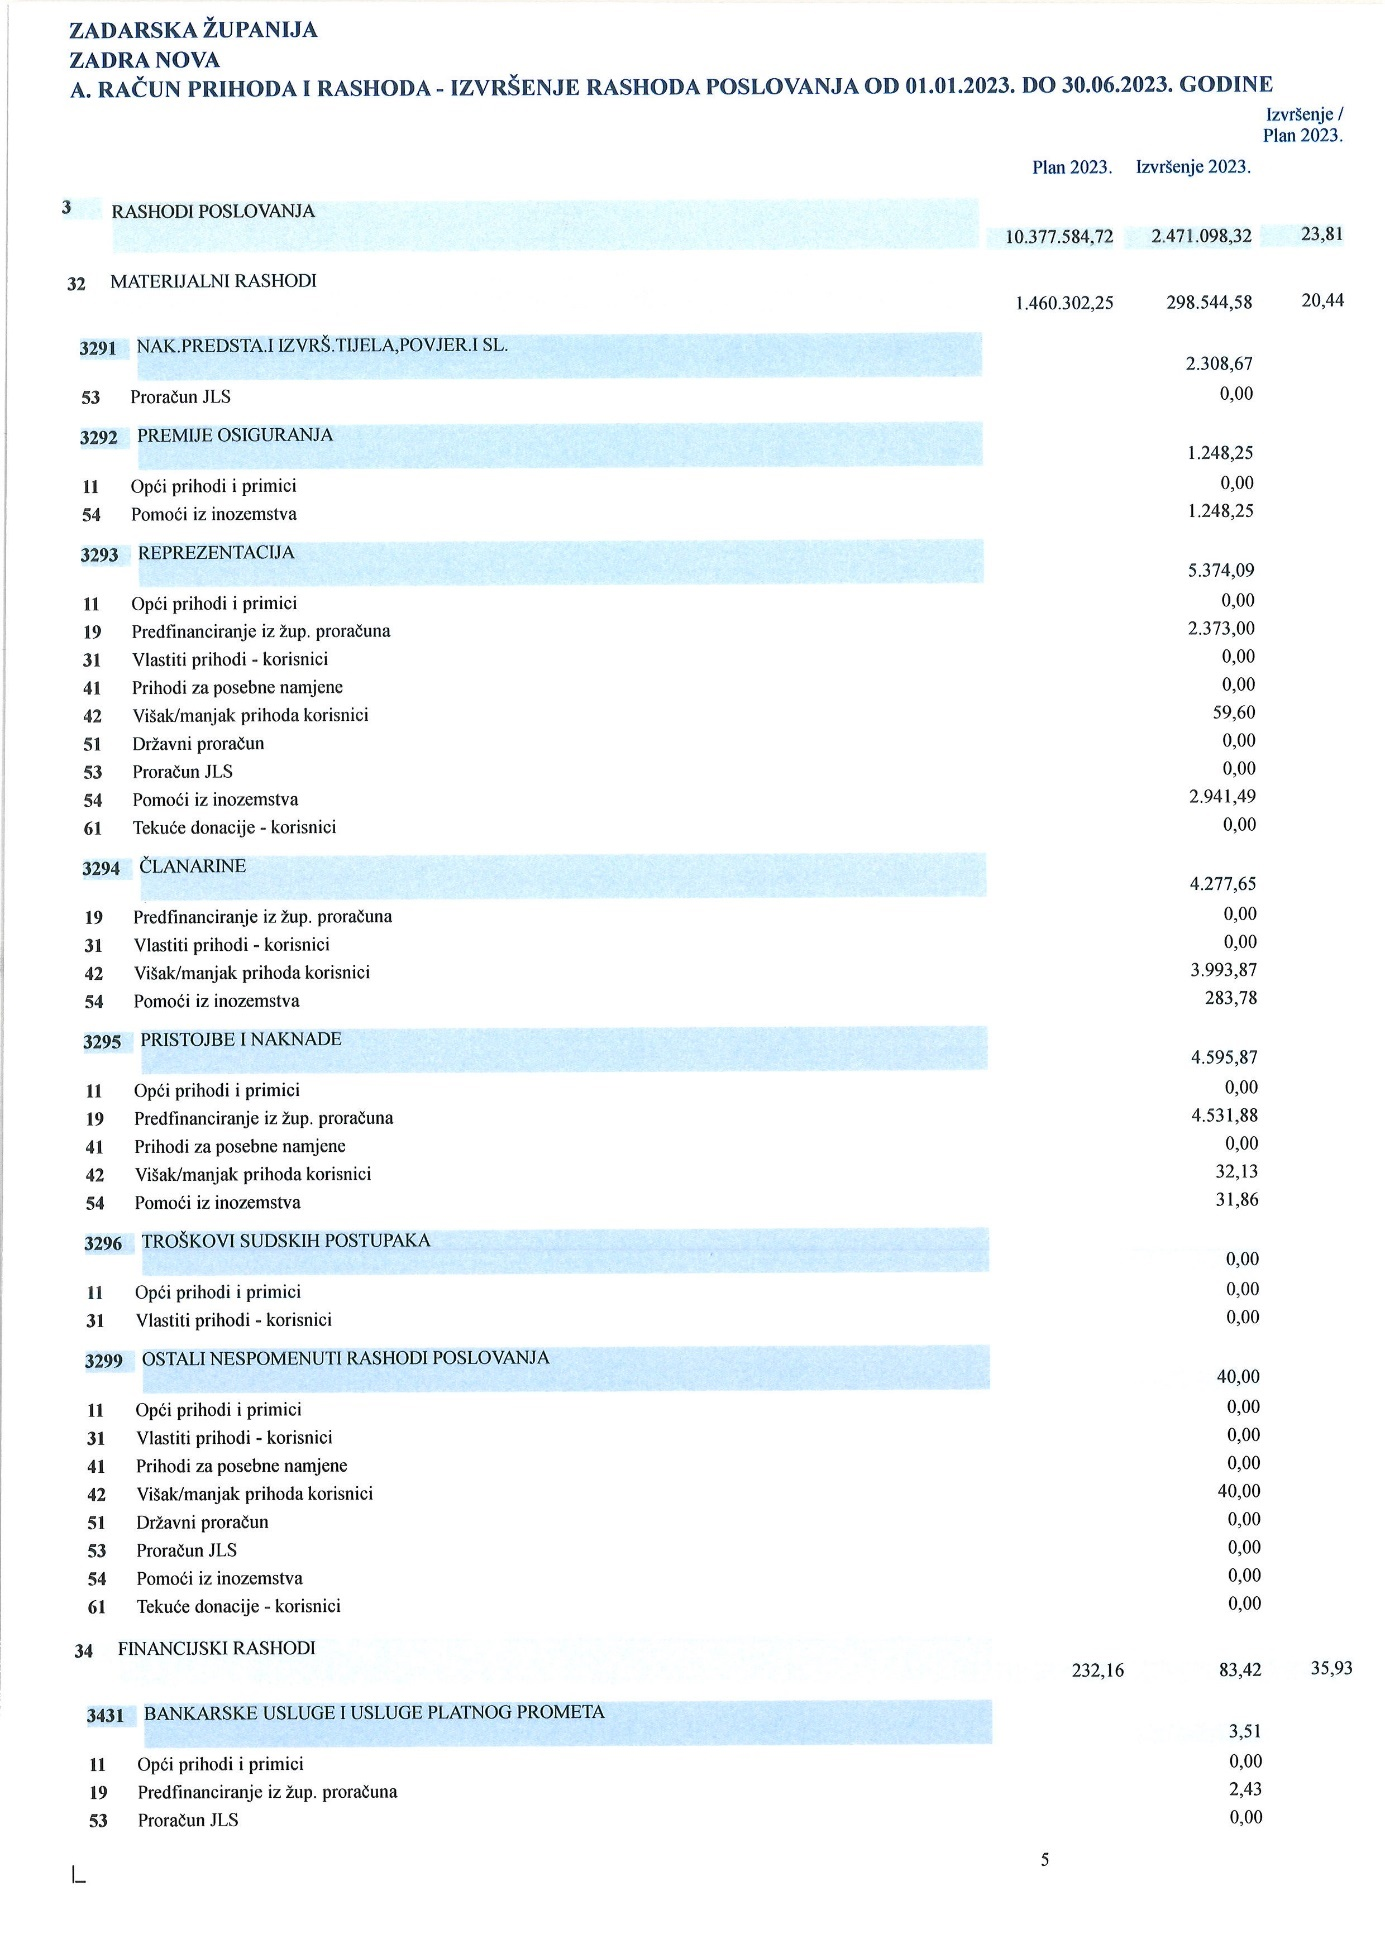 ZADARSKA ŽUPANIJA
ZADRA NOVA
A. RAČUN PRIHODA I RASHODA - IZVRŠENJE RASHODA POSLOVANJA OD 01.01.2023. DO 30.06.2023. GODINE
Izvršenje /
Plan 2023.
Plan 2023. Izvršenje 2023.
3 RASHODI POSLOVANJA
10.377.584,72 2.471.098,32 23,81
32 MATERIJALNI RASHODI
1.460.302,25 298.544,58 20,44
3291 NAK.PREDSTA.I IZVRŠ.TIJELA,POVJER.I SL.
2.308,67
53 Proračun JLS 0,00
3292 PREMIJE OSIGURANJA
1.248,25
11 Opći prihodi i primici 0,00
54 Pomoći iz inozemstva 1.248,25
3293 REPREZENTACIJA
5.374,09
11 Opći prihodi i primici 0,00
19 Predfinanciranje iz žup. proračuna 2.373,00
31 Vlastiti prihodi - korisnici 0,00
41 Prihodi za posebne namjene 0,00
42 Višak/manjak prihoda korisnici 59,60
51 Državni proračun 0,00
53 Proračun JLS 0,00
54 Pomoći iz inozemstva 2.941,49
61 Tekuće donacije - korisnici 0,00
3294 ČLANARINE
4.277,65
19 Predfinanciranje iz žup. proračuna 0,00
31 Vlastiti prihodi - korisnici 0,00
42 Višak/manjak prihoda korisnici 3.993,87
54 Pomoći iz inozemstva 283,78
3295 PRISTOJBE I NAKNADE
4.595,87
11 Opći prihodi i primici 0,00
19 Predfinanciranje iz žup. proračuna 4.531,88
41 Prihodi za posebne namjene 0,00
42 Višak/manjak prihoda korisnici 32,13
54 Pomoći iz inozemstva 31,86
3296 TROŠKOVI SUDSKIH POSTUPAKA
0,00
11 Opći prihodi i primici 0,00
31 Vlastiti prihodi - korisnici 0,00
3299 OSTALI NESPOMENUTI RASHODI POSLOVANJA
40,00
11 Opći prihodi i primici 0,00
31 Vlastiti prihodi - korisnici 0,00
41 Prihodi za posebne namjene 0,00
42 Višak/manjak prihoda korisnici 40,00
51 Državni proračun 0,00
53 Proračun JLS 0,00
54 Pomoći iz inozemstva 0,00
61 Tekuće donacije - korisnici 0,00
34 FINANCIJSKI RASHODI
232,16 83,42 35,93
3431 BANKARSKE USLUGE I USLUGE PLATNOG PROMETA
3,51
11 Opći prihodi i primici 0,00
19 Predfinanciranje iz žup. proračuna 2,43
53 Proračun JLS 0,00
5